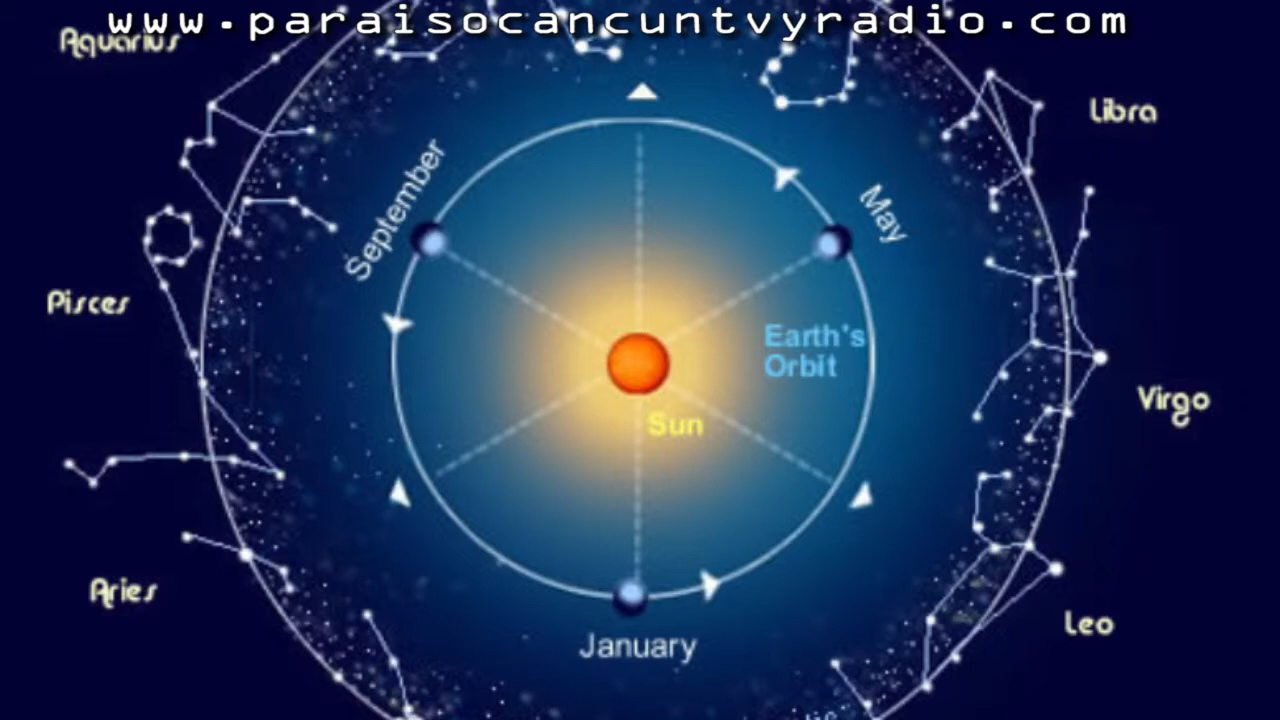 www.paraisocancuntvyradio.com
Aquarius
Libra
September
May
Pisces
Earth's
Orbit
Virgo
Sun
Aries
Leo
January